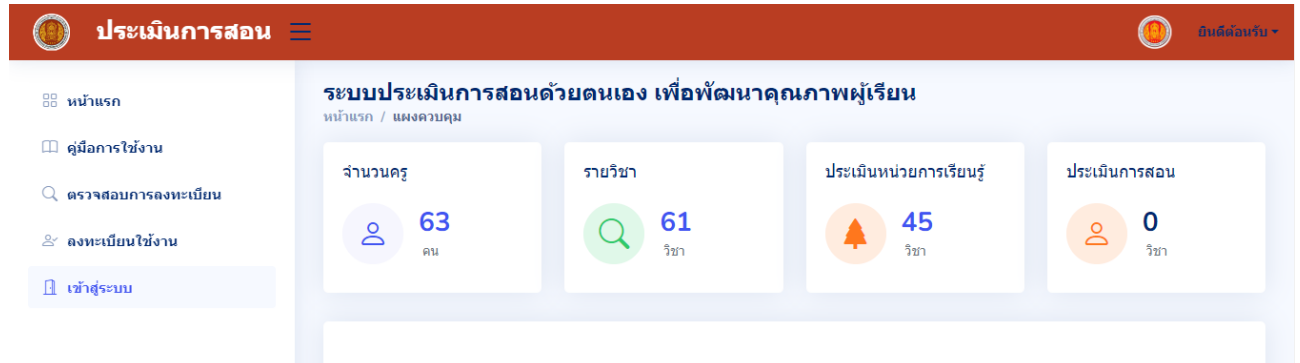 ประเมินการสอน
ยินดีต้อนรับ
หน้าแรก
คู่มือการใช้งาน
ตรวจสอบการลงทะเบียน
ลงทะเบียนใช้งาน
เข้าสู่ระบบ
ระบบประเมินการสอนด้วยตนเอง เพื่อพัฒนาคุณภาพผู้เรียน
หน้าแรก / แผงควบคุม
จำนวนครู
63
คน
รายวิชา
61
วิชา
ประเมินหน่วยการเรียนรู้
45
วิชา
ประเมินการสอน
0
วิชา